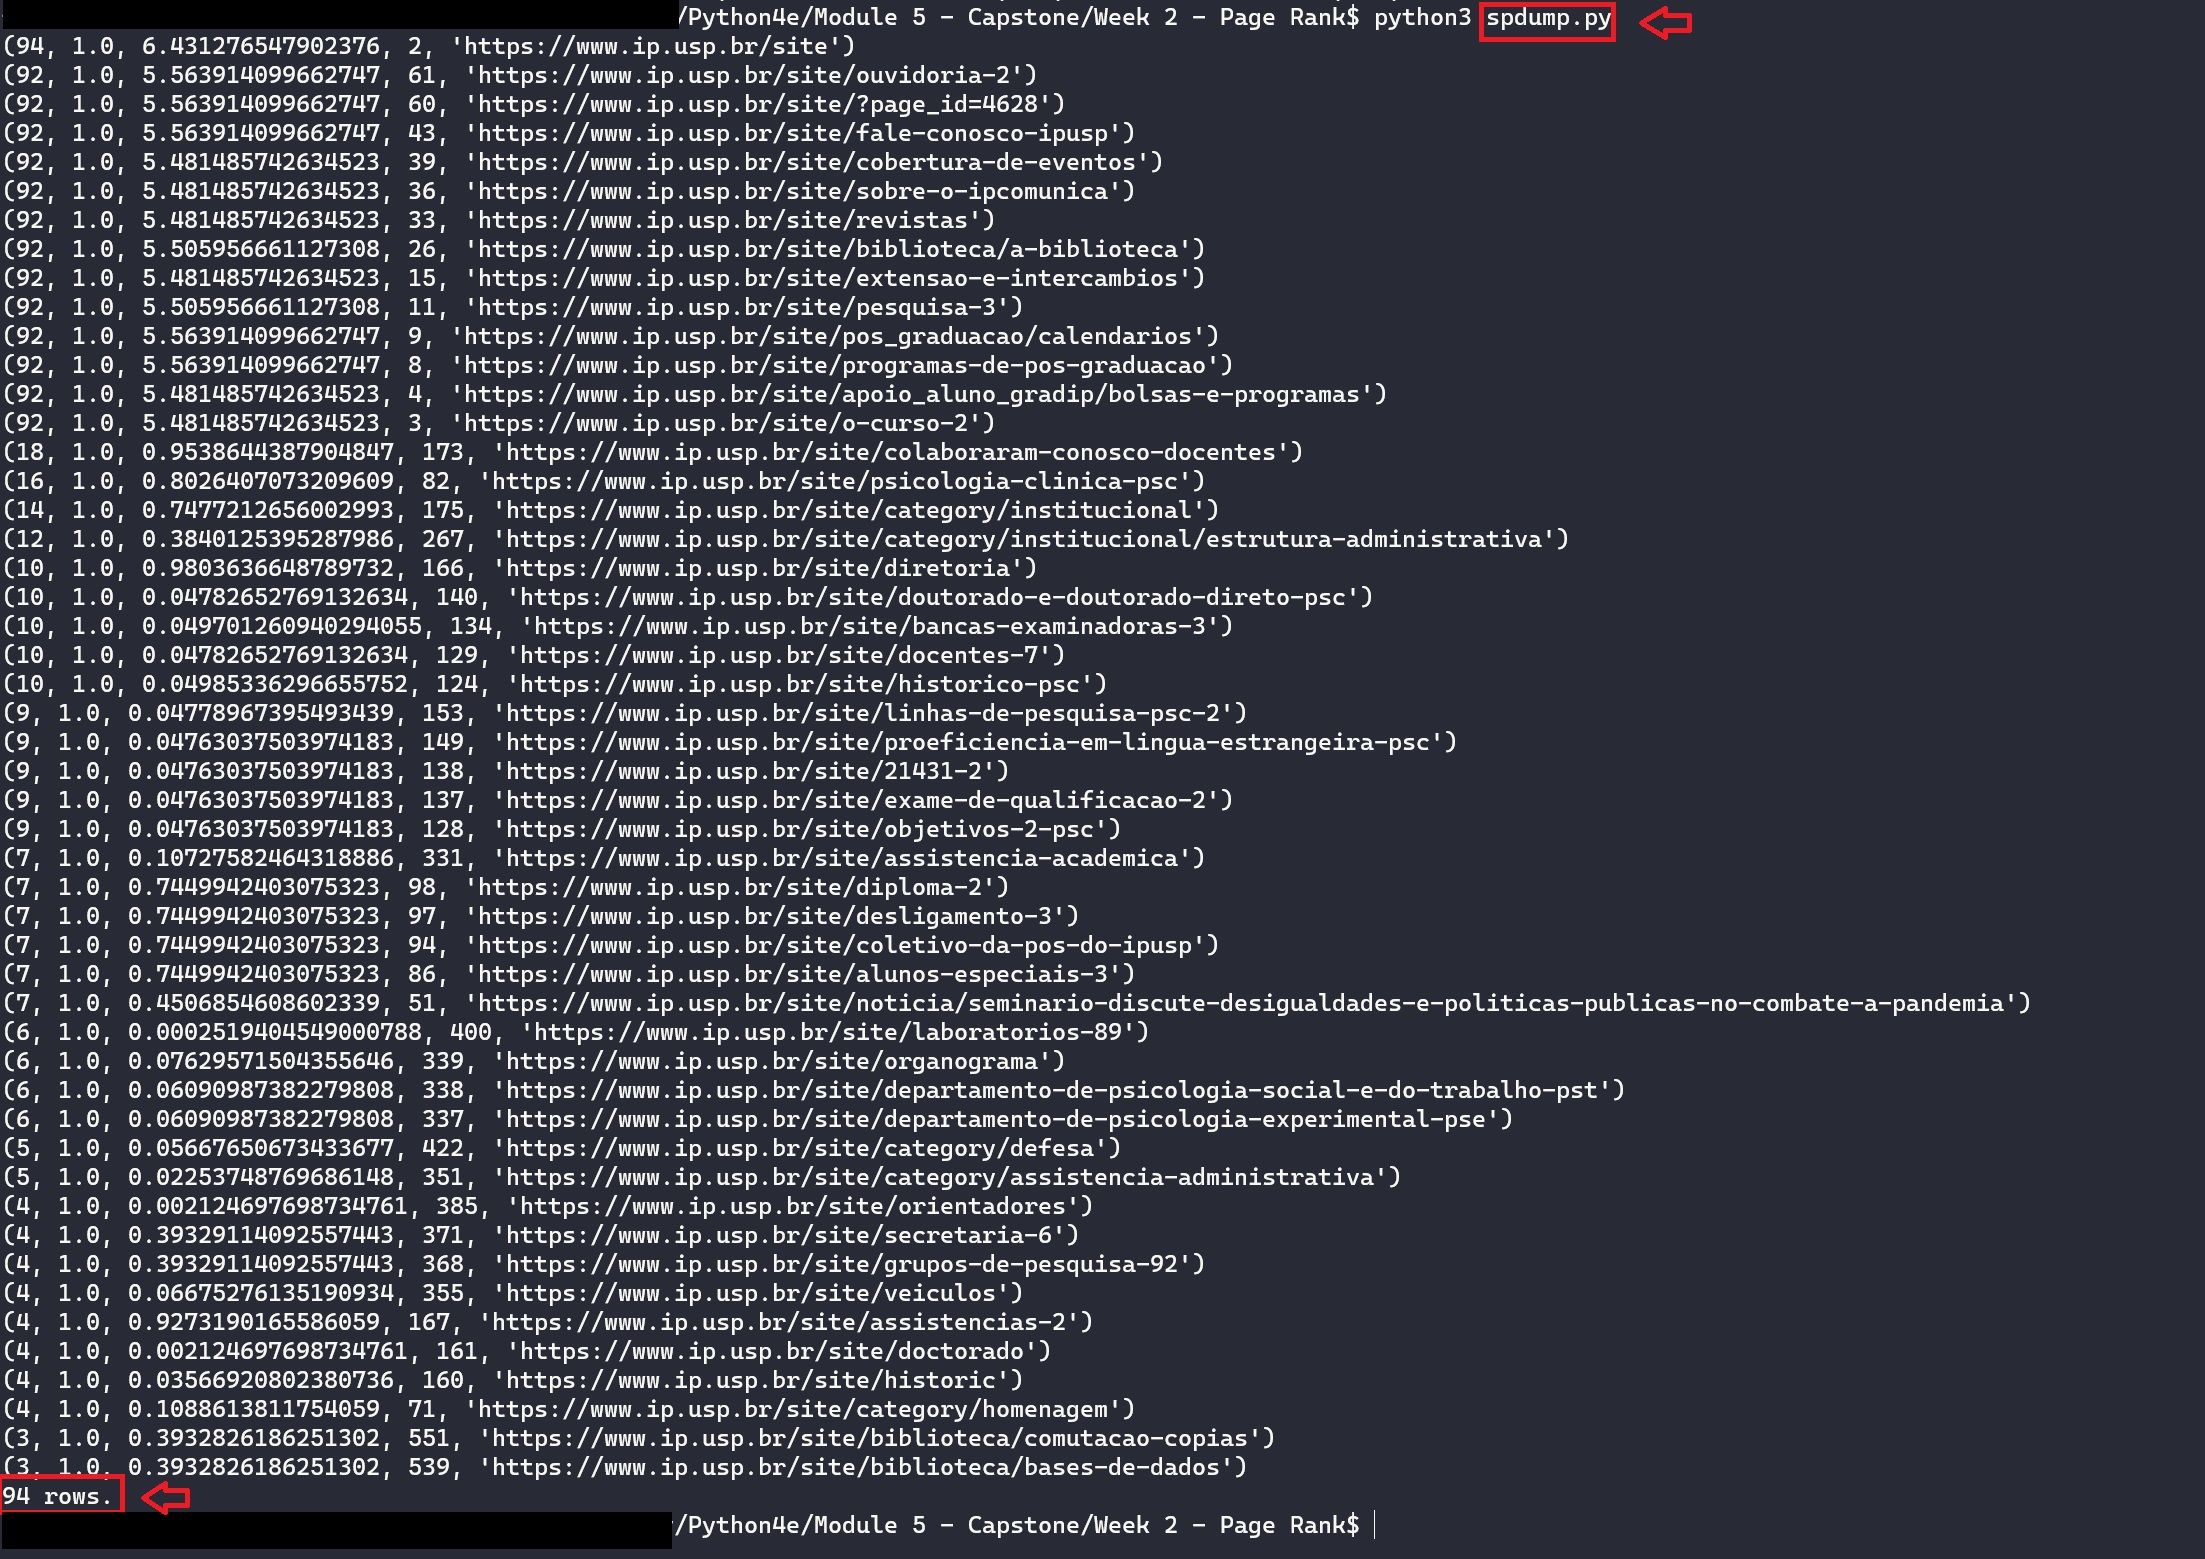 /Python4e/Module 5 - Capstone/Week 2 - Page Rank$ python3 spdump.py
(94, 1.0, 6.431276547902376, 2, 'https://www.ip.usp.br/site')
(92, 1.0, 5.563914099662747, 61, 'https://www.ip.usp.br/site/ouvidoria-2')
(92, 1.0, 5.563914099662747, 60, 'https://www.ip.usp.br/site/?page_id=4628')
(92, 1.0, 5.563914099662747, 43, 'https://www.ip.usp.br/site/fale-conosco-ipusp')
(92, 1.0, 5.481485742634523, 39, 'https://www.ip.usp.br/site/cobertura-de-eventos')
(92, 1.0, 5.481485742634523, 36, 'https://www.ip.usp.br/site/sobre-o-ipcomunica')
(92, 1.0, 5.481485742634523, 33, 'https://www.ip.usp.br/site/revistas')
(92, 1.0, 5.505956661127308, 26, 'https://www.ip.usp.br/site/biblioteca/a-biblioteca')
(92, 1.0, 5.481485742634523, 15, 'https://www.ip.usp.br/site/extensao-e-intercambios')
(92, 1.0, 5.505956661127308, 11, 'https://www.ip.usp.br/site/pesquisa-3')
(92, 1.0, 5.563914099662747, 9, 'https://www.ip.usp.br/site/pos_graduacao/calendarios')
(92, 1.0, 5.563914099662747, 8, 'https://www.ip.usp.br/site/programas-de-pos-graduacao')
(92, 1.0, 5.481485742634523, 4, 'https://www.ip.usp.br/site/apoio_aluno_gradip/bolsas-e-programas')
(92, 1.0, 5.481485742634523, 3, 'https://www.ip.usp.br/site/o-curso-2')
(18, 1.0, 0.9538644387904847, 173, 'https://www.ip.usp.br/site/colaboraram-conosco-docentes')
(16, 1.0, 0.8026407073209609, 82, 'https://www.ip.usp.br/site/psicologia-clinica-psc')
(14, 1.0, 0.7477212656002993, 175, 'https://www.ip.usp.br/site/category/institucional')
(12, 1.0, 0.3840125395287986, 267, 'https://www.ip.usp.br/site/category/institucional/estrutura-administrativa')
(10, 1.0, 0.9803636648789732, 166, 'https://www.ip.usp.br/site/diretoria')
(10, 1.0, 0.04782652769132634, 140, 'https://www.ip.usp.br/site/doutorado-e-doutorado-direto-psc')
(10, 1.0, 0.049701260940294055, 134, 'https://www.ip.usp.br/site/bancas-examinadoras-3')
(10, 1.0, 0.04782652769132634, 129, 'https://www.ip.usp.br/site/docentes-7')
(10, 1.0, 0.04985336296655752, 124, 'https://www.ip.usp.br/site/historico-psc')
(9, 1.0, 0.04778967395493439, 153, 'https://www.ip.usp.br/site/linhas-de-pesquisa-psc-2')
(9, 1.0, 0.04763037503974183, 149, 'https://www.ip.usp.br/site/proeficiencia-em-lingua-estrangeira-psc')
(9, 1.0, 0.04763037503974183, 138, 'https://www.ip.usp.br/site/21431-2')
(9, 1.0, 0.04763037503974183, 137, 'https://www.ip.usp.br/site/exame-de-qualificacao-2')
(9, 1.0, 0.04763037503974183, 128, 'https://www.ip.usp.br/site/objetivos-2-psc')
(7, 1.0, 0.10727582464318886, 331, 'https://www.ip.usp.br/site/assistencia-academica')
(7, 1.0, 0.7449942403075323, 98, 'https://www.ip.usp.br/site/diploma-2')
(7, 1.0, 0.7449942403075323, 97, 'https://www.ip.usp.br/site/desligamento-3')
(7, 1.0, 0.7449942403075323, 94, 'https://www.ip.usp.br/site/coletivo-da-pos-do-ipusp')
(7, 1.0, 0.7449942403075323, 86, 'https://www.ip.usp.br/site/alunos-especiais-3')
(7, 1.0, 0.4506854608602339, 51, 'https://www.ip.usp.br/site/noticia/seminario-discute-desigualdades-e-politicas-publicas-no-combate-a-pandemia')
(6, 1.0, 0.0002519404549000788, 400, 'https://www.ip.usp.br/site/laboratorios-89')
(6, 1.0, 0.07629571504355646, 339, 'https://www.ip.usp.br/site/organograma')
(6, 1.0, 0.06090987382279808, 338, 'https://www.ip.usp.br/site/departamento-de-psicologia-social-e-do-trabalho-pst')
(6, 1.0, 0.06090987382279808, 337, 'https://www.ip.usp.br/site/departamento-de-psicologia-experimental-pse')
(5, 1.0, 0.05667650673433677, 422, 'https://www.ip.usp.br/site/category/defesa')
(5, 1.0, 0.02253748769686148, 351, 'https://www.ip.usp.br/site/category/assistencia-administrativa')
(4, 1.0, 0.002124697698734761, 385, 'https://www.ip.usp.br/site/orientadores')
(4, 1.0, 0.39329114092557443, 371, 'https://www.ip.usp.br/site/secretaria-6')
(4, 1.0, 0.39329114092557443, 368, 'https://www.ip.usp.br/site/grupos-de-pesquisa-92')
(4, 1.0, 0.06675276135190934, 355, 'https://www.ip.usp.br/site/veiculos')
(4, 1.0, 0.9273190165586059, 167, 'https://www.ip.usp.br/site/assistencias-2')
(4, 1.0, 0.002124697698734761, 161, 'https://www.ip.usp.br/site/doctorado')
(4, 1.0, 0.03566920802380736, 160, 'https://www.ip.usp.br/site/historic')
(4, 1.0, 0.1088613811754059, 71, 'https://www.ip.usp.br/site/category/homenagem')
(3, 1.0, 0.3932826186251302, 551, 'https://www.ip.usp.br/site/biblioteca/comutacao-copias')
(3, 1.0, 0.3932826186251302, 539, 'https://www.ip.usp.br/site/biblioteca/bases-de-dados')
94 rows.
/Python4e/Module 5 - Capstone/Week 2 - Page Rank$